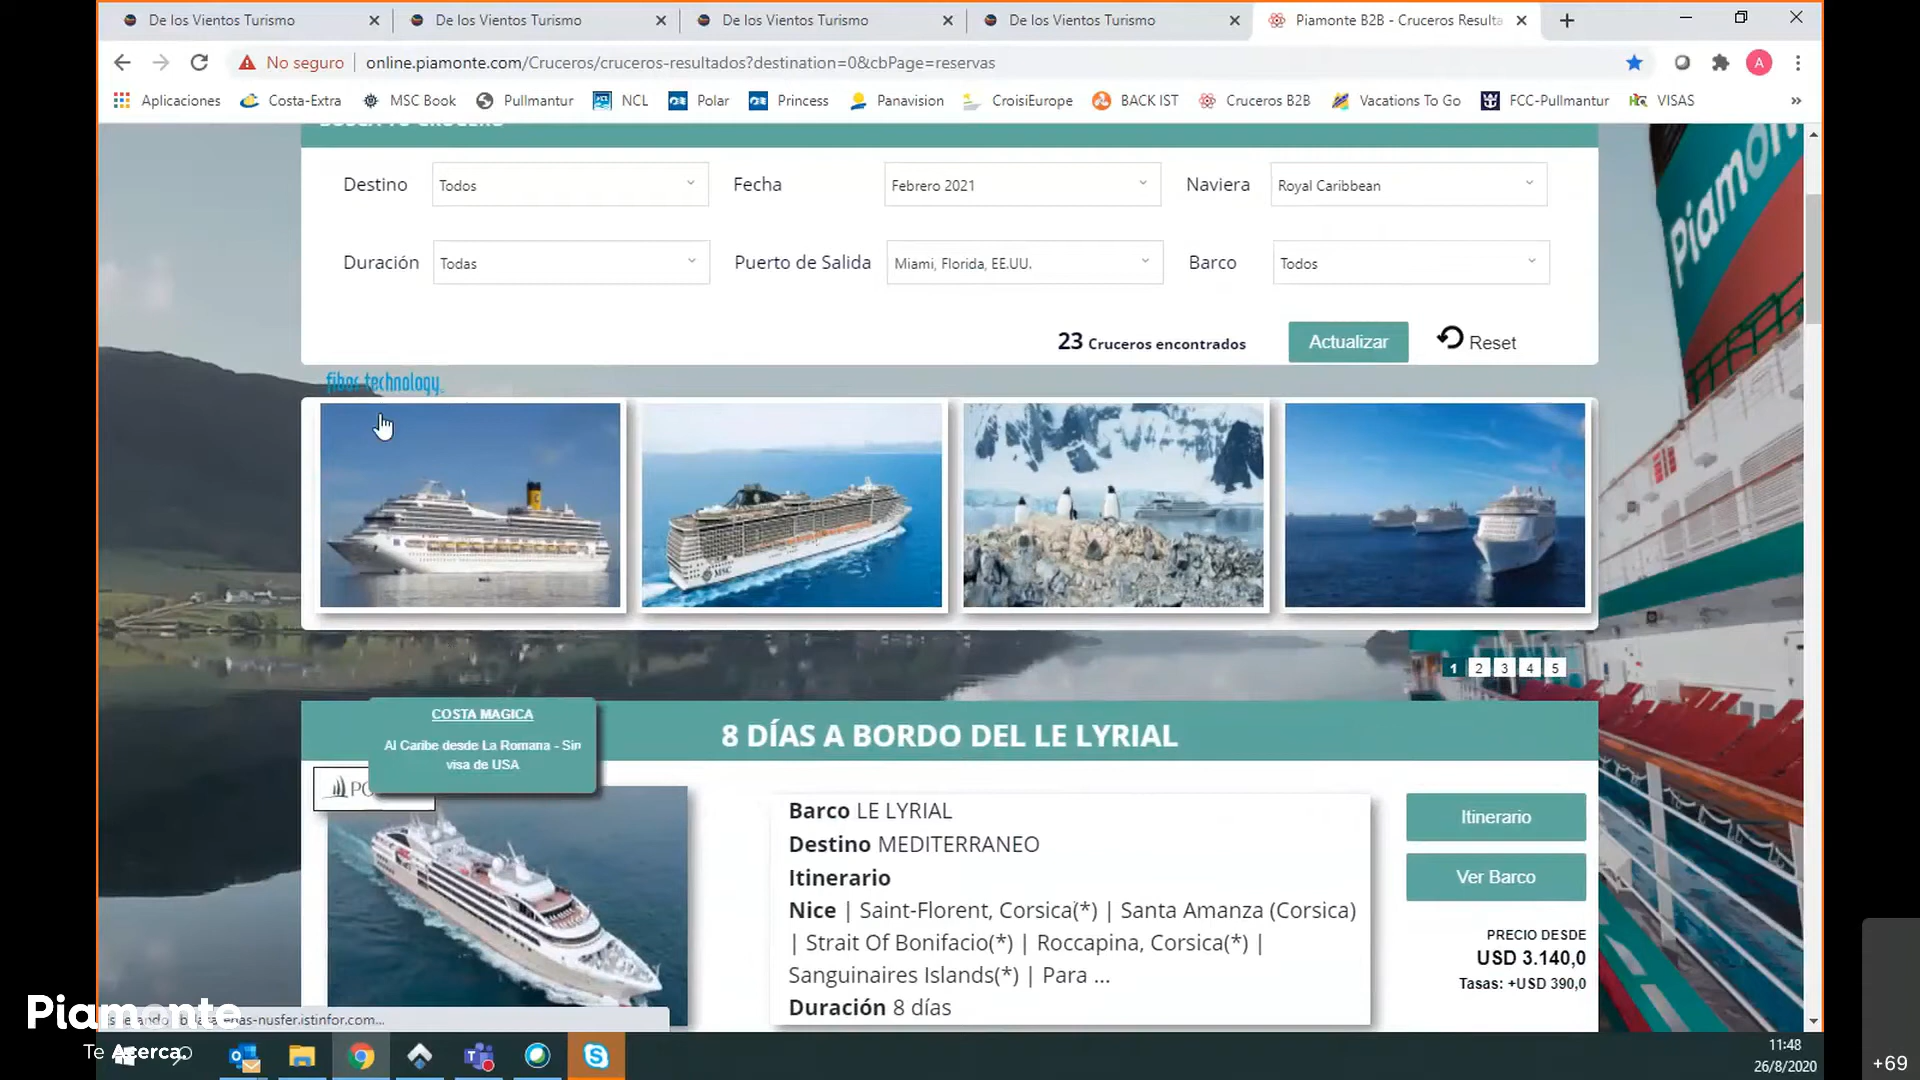 De los Vientos Turismo
De los Vientos Turismo
De los Vientos Turismo
De los Vientos Turismo
Piamonte B2B - Cruceros Resulta
No seguro
online.piamonte.com/Cruceros/cruceros-resultados?destination=0&cbPage=reservas
A
Aplicaciones
Costa-Extra
MSC Book
Pullmantur
NCL
Polar
Princess
Panavision
CroisiEurope
BACK IST
Cruceros B2B
Vacations To Go
FCC-Pullmantur
VISAS
Destino
Todos
Fecha
Febrero 2021
Naviera
Royal Caribbean
Duración
Todas
Puerto de Salida
Miami, Florida, EE.UU.
Barco
Todos
23 Cruceros encontrados
Actualizar
Reset
fibos technology
1 2 3 4 5
COSTA MAGICA
Al Caribe desde La Romana - Sin
visa de USA
8 DÍAS A BORDO DEL LE LYRIAL
Barco LE LYRIAL
Destino MEDITERRANEO
Itinerario
Nice | Saint-Florent, Corsica(*) | Santa Amanza (Corsica)
| Strait Of Bonifacio(*) | Roccapina, Corsica(*) |
Sanguinaires Islands(*) | Para ...
Duración 8 días
Itinerario
Ver Barco
PRECIO DESDE
USD 3.140,0
Tasas: +USD 390,0
Piamonte
Te Acerca.
11:48
26/8/2020
+69